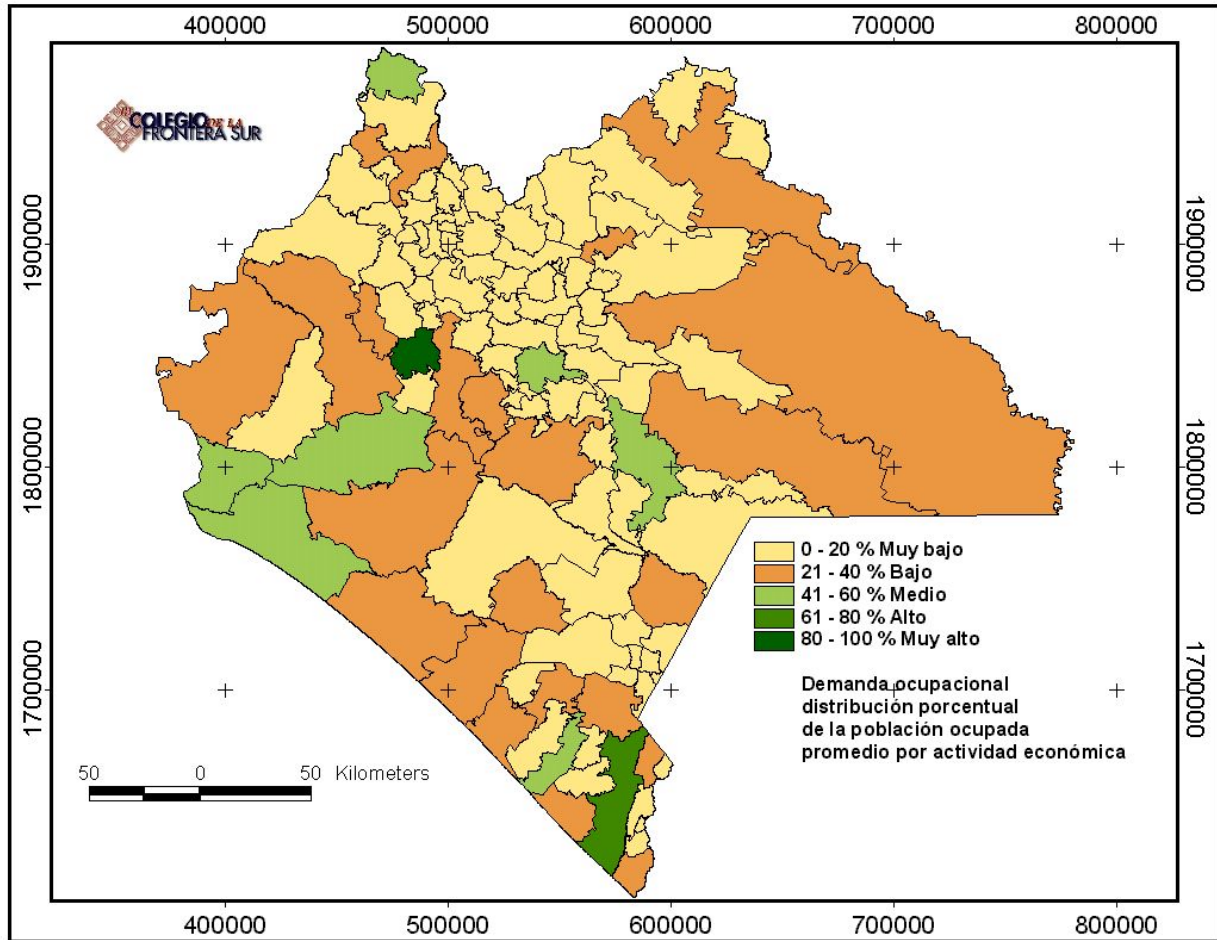 400000 500000 600000 700000 800000
COLEGIO DE LA
FRONTERA SUR
1900000 1900000
1800000 1800000
0 - 20 % Muy bajo
21 - 40 % Bajo
41 - 60 % Medio
61 - 80 % Alto
80 - 100 % Muy alto
1700000 1700000
Demanda ocupacional
distribución porcentual
de la población ocupada
promedio por actividad económica
50 0 50 Kilometers
400000 500000 600000 700000 800000